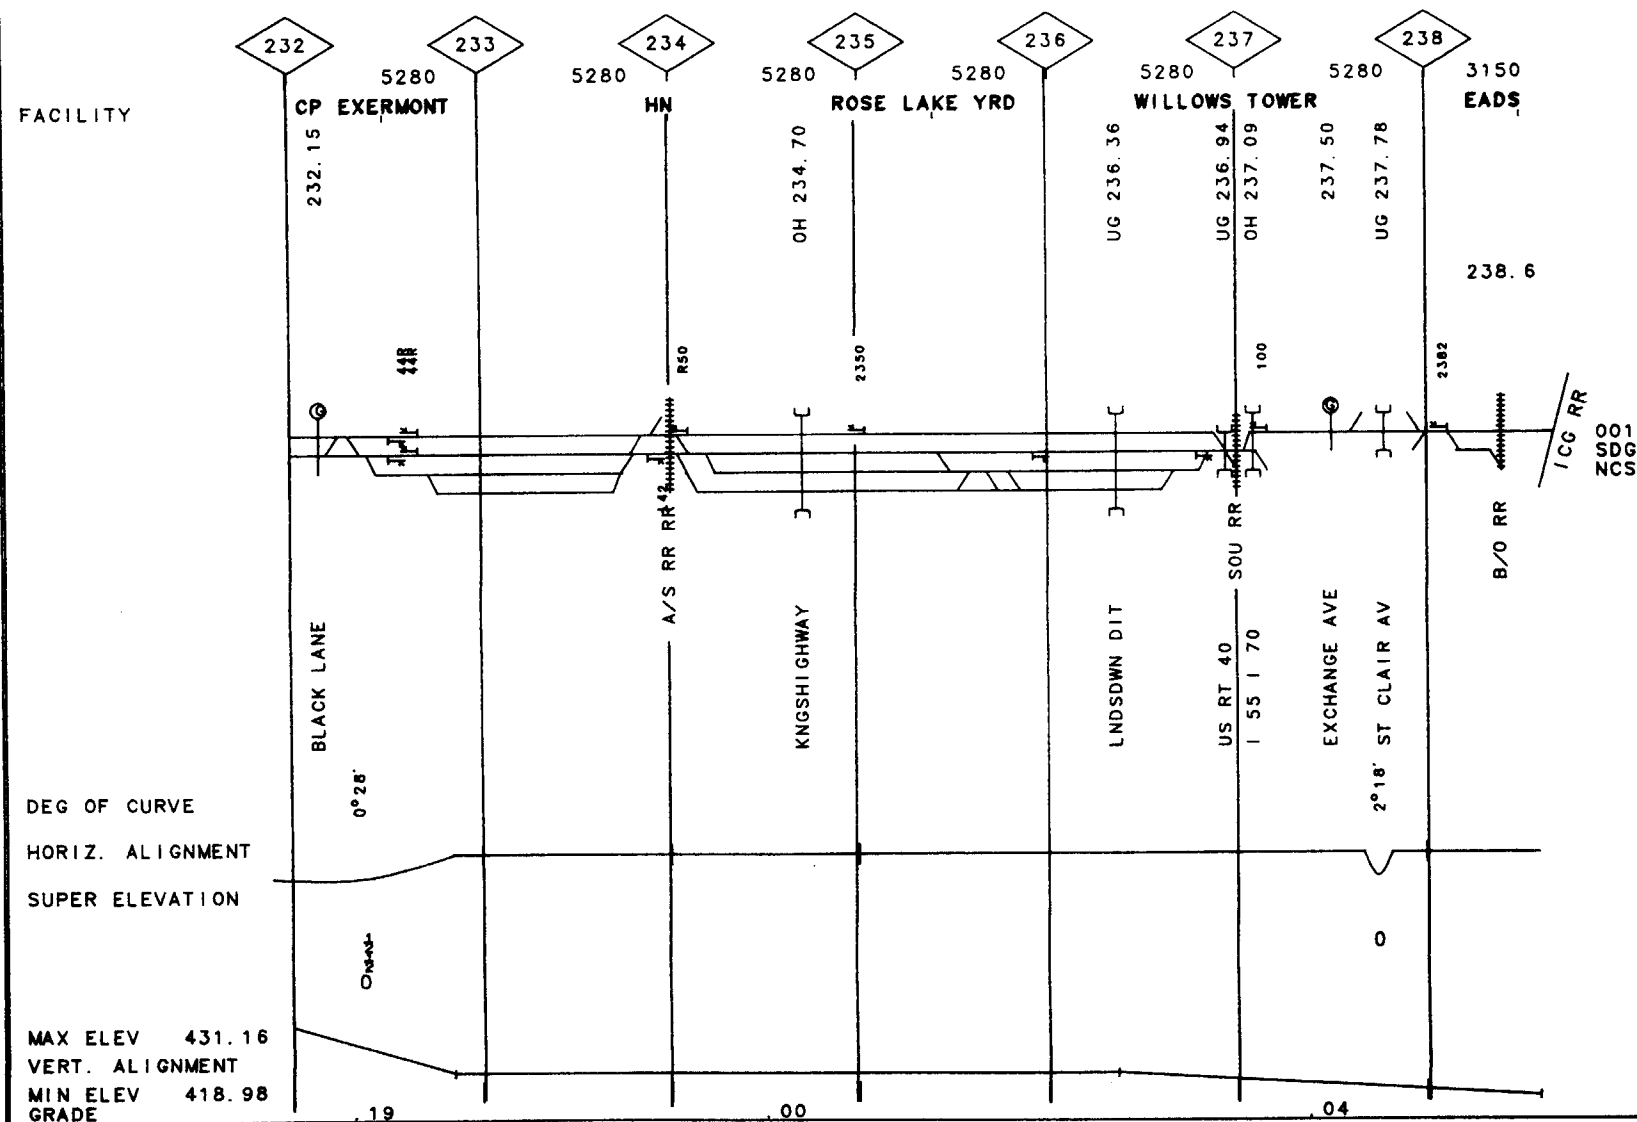 232 233 234 235 236 237 238
5280 5280 5280 5280 5280 5280 3150
FACILITY CP EXERMONT HN ROSE LAKE YRD WILLOWS TOWER EADS
232.15 OH 234.70 UG 236.36 UG 236.94 OH 237.09 237.50 UG 237.78
238.6
44R
44R
R50 2350 100 2382
G G
ICG RR
001
SDG
NCS
42
A/S RR RR SOU RR B/O RR
BLACK LANE KNGSHIGHWAY LNDSDWN DIT US RT 40 I 55 I 70 EXCHANGE AVE ST CLAIR AV
DEG OF CURVE 0°28' 2°18'
HORIZ. ALIGNMENT
SUPER ELEVATION
0 0
MAX ELEV 431.16
VERT. ALIGNMENT
MIN ELEV 418.98
GRADE .19 .00 .04